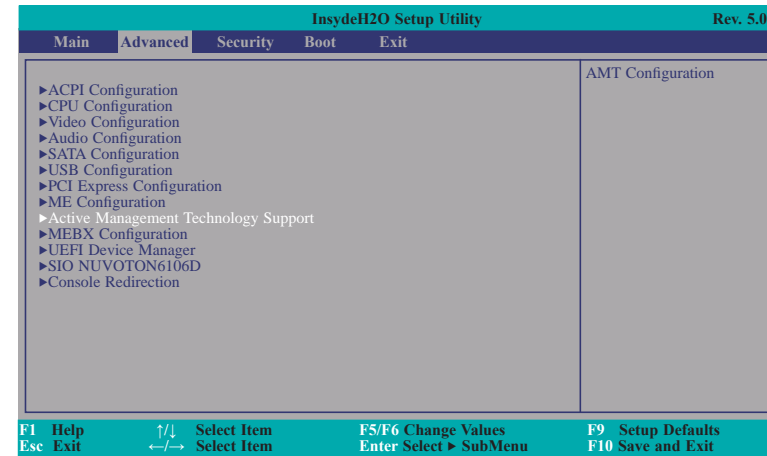 InsydeH2O Setup Utility Rev. 5.0
Main Advanced Security Boot Exit
AMT Configuration
►ACPI Configuration
►CPU Configuration
►Video Configuration
►Audio Configuration
►SATA Configuration
►USB Configuration
►PCI Express Configuration
►ME Configuration
►Active Management Technology Support
►MEBX Configuration
►UEFI Device Manager
►SIO NUVOTON6106D
►Console Redirection
F1 Help ↑/↓ Select Item F5/F6 Change Values F9 Setup Defaults
Esc Exit ←/→ Select Item Enter Select ► SubMenu F10 Save and Exit